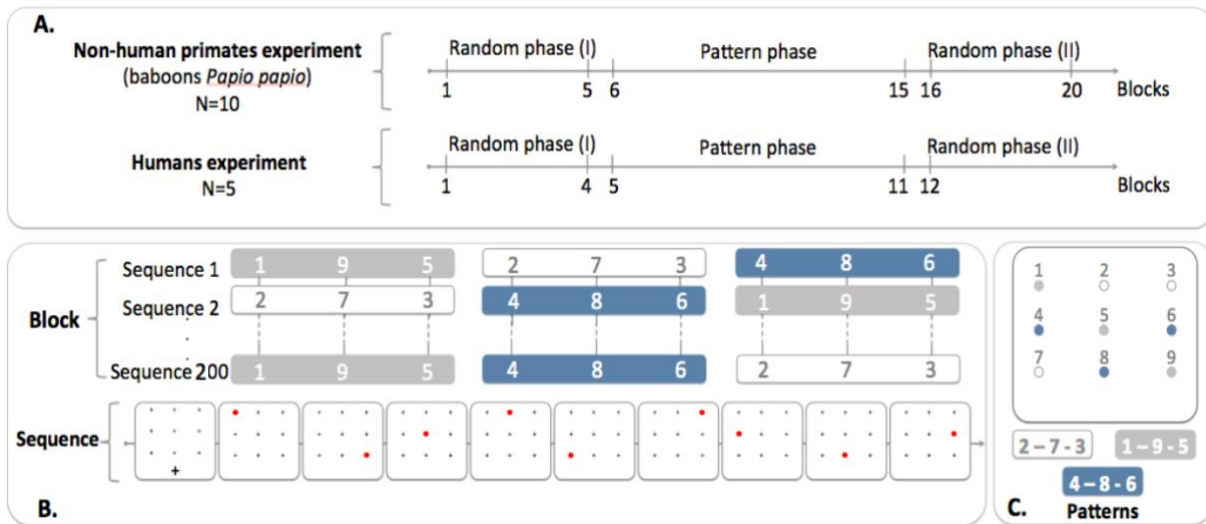 A.
Non-human primates experiment
(baboons Papio papio)
N=10
Random phase (I) Pattern phase Random phase (II)
1 5 6 15 16 20 Blocks
Humans experiment
N=5
Random phase (I) Pattern phase Random phase (II)
1 4 5 11 12 Blocks
Block
Sequence 1 1 9 5 2 7 3 4 8 6
Sequence 2 2 7 3 4 8 6 1 9 5
Sequence 200 1 9 5 4 8 6 2 7 3
Sequence
+
B.
1 2 3
4 5 6
7 8 9
2 – 7 - 3 1 – 9 - 5
4 – 8 - 6
C. Patterns